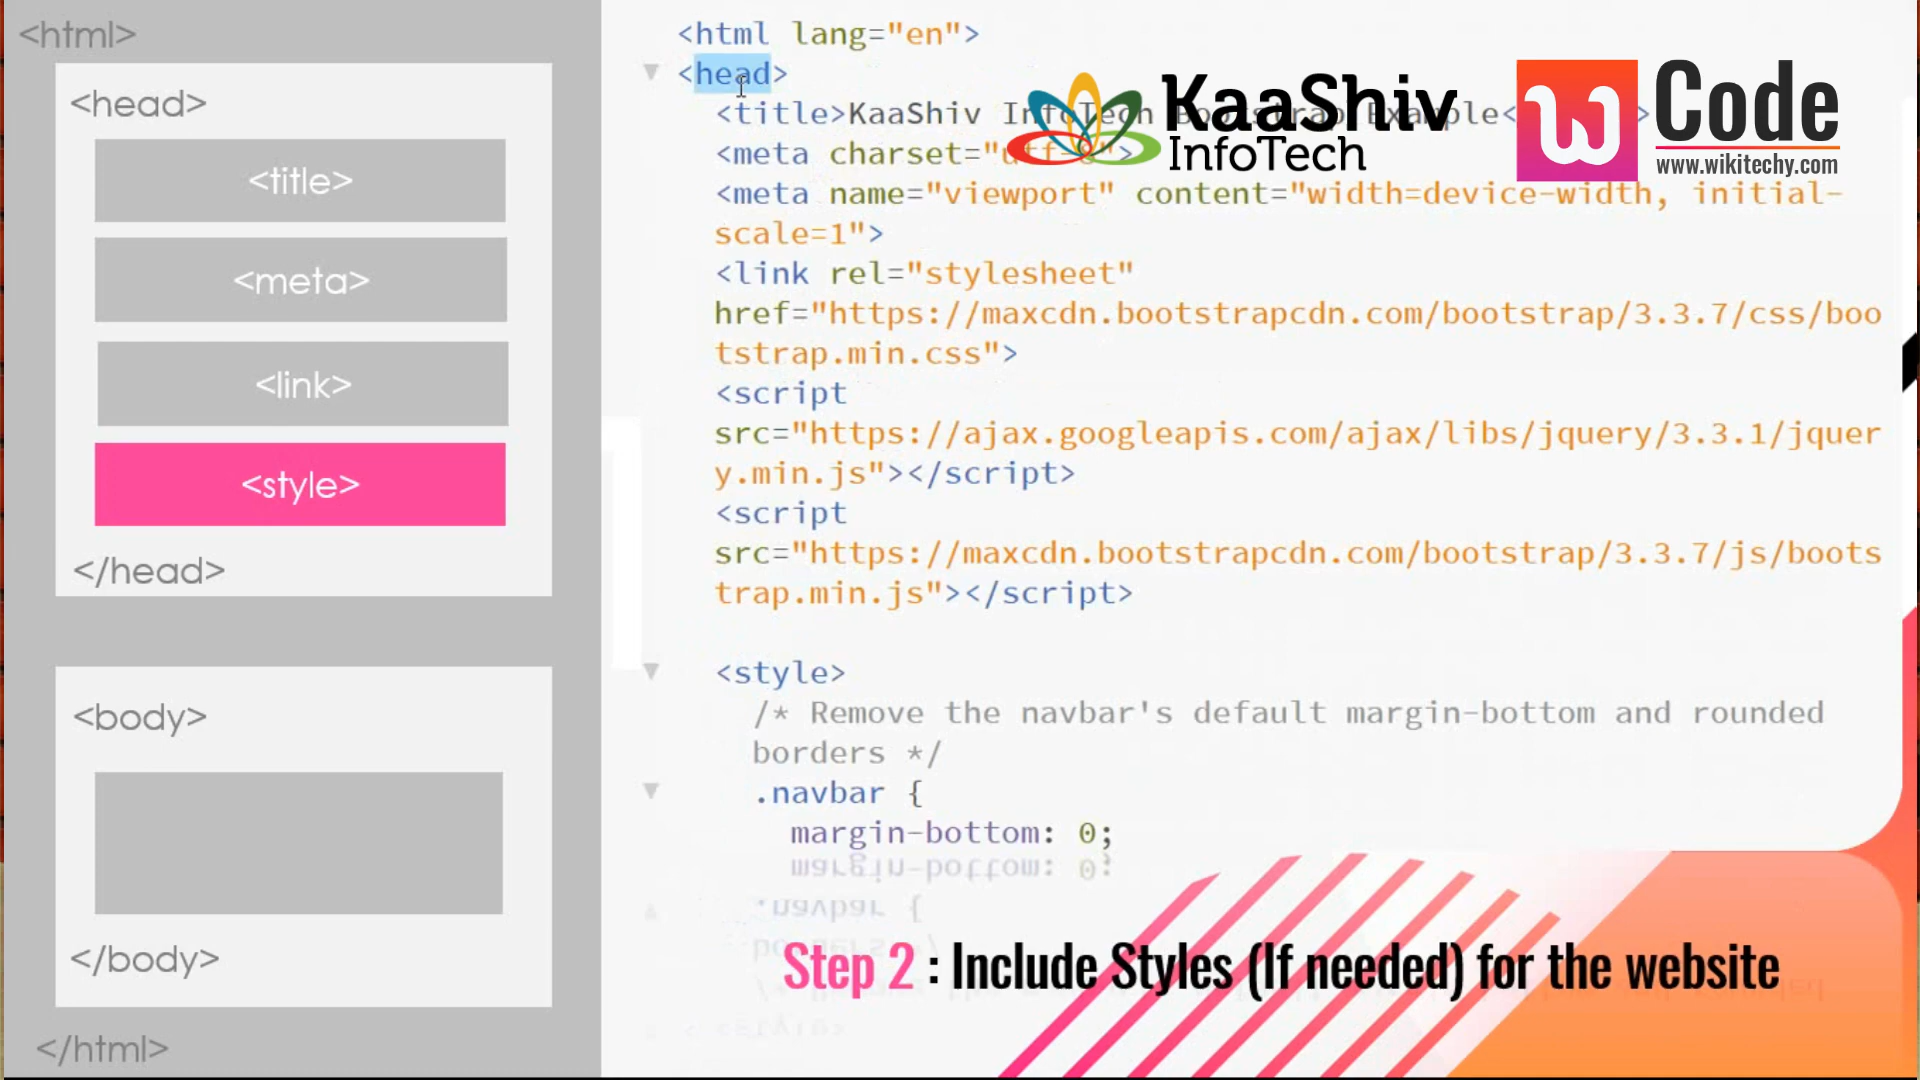 <html>
<head>
<title>
<meta>
<link>
<style>
</head>
<body>
</body>
</html>
<html lang="en">
<head>
<title>KaaShiv InfoTech Bootstrap Example<
<meta charset="utf-8">
<meta name="viewport" content="width=device-width, initial-
scale=1">
<link rel="stylesheet"
href="https://maxcdn.bootstrapcdn.com/bootstrap/3.3.7/css/boo
tstrap.min.css">
<script
src="https://ajax.googleapis.com/ajax/libs/jquery/3.3.1/jquer
y.min.js"></script>
<script
src="https://maxcdn.bootstrapcdn.com/bootstrap/3.3.7/js/boots
trap.min.js"></script>
<style>
/* Remove the navbar's default margin-bottom and rounded
borders */
.navbar {
margin-bottom: 0;
KaaShiv
InfoTech
W Code
www.wikitechy.com
Step 2 : Include Styles (If needed) for the website